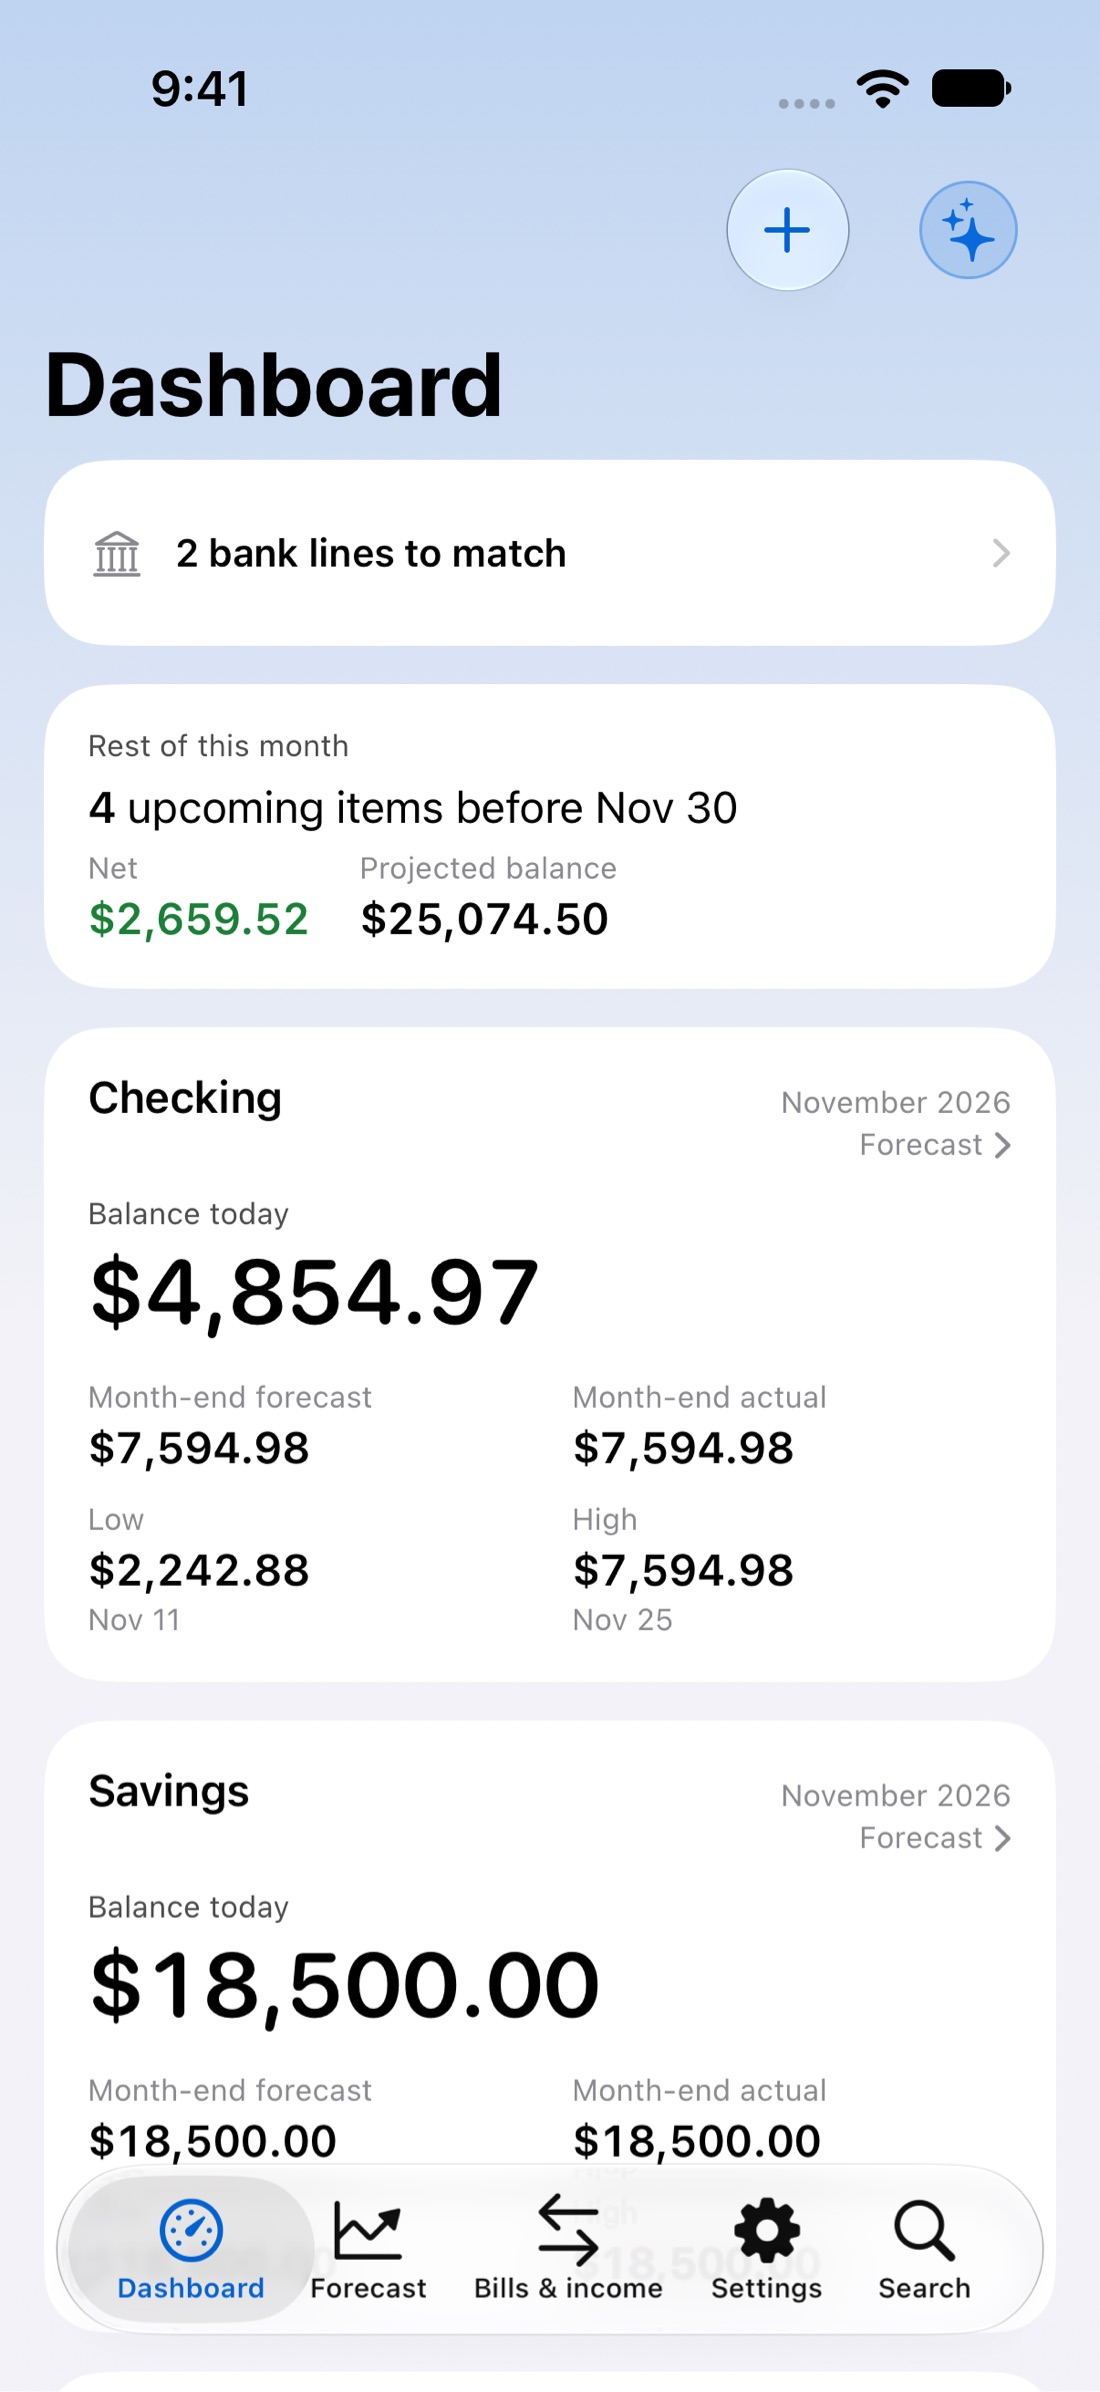 9:41
Dashboard
2 bank lines to match
Rest of this month
4 upcoming items before Nov 30
Net
Projected balance
$2,659.52
$25,074.50
Checking
November 2026
Forecast
Balance today
$4,854.97
Month-end forecast
Month-end actual
$7,594.98
$7,594.98
Low
High
$2,242.88
$7,594.98
Nov 11
Nov 25
Savings
November 2026
Forecast
Balance today
$18,500.00
Month-end forecast
Month-end actual
$18,500.00
$18,500.00
High
$18,500.00
Dashboard
Forecast
Bills & income
Settings
Search